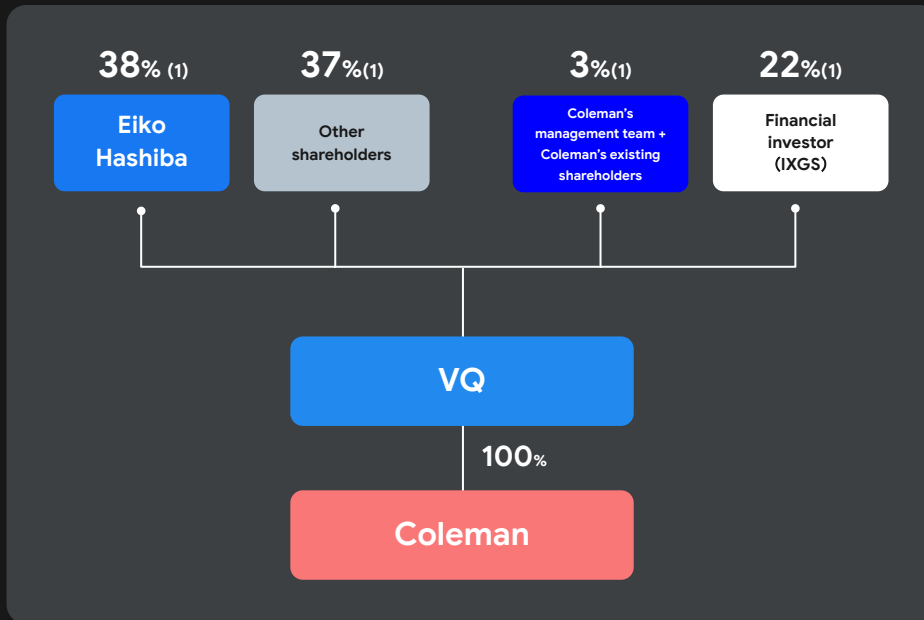 38% (1)
37%(1)
3%(1)
22%(1)
Eiko
Hashiba
Other
shareholders
Coleman's
management team +
Coleman's existing
shareholders
Financial
investor
(IXGS)
VQ
100%
Coleman